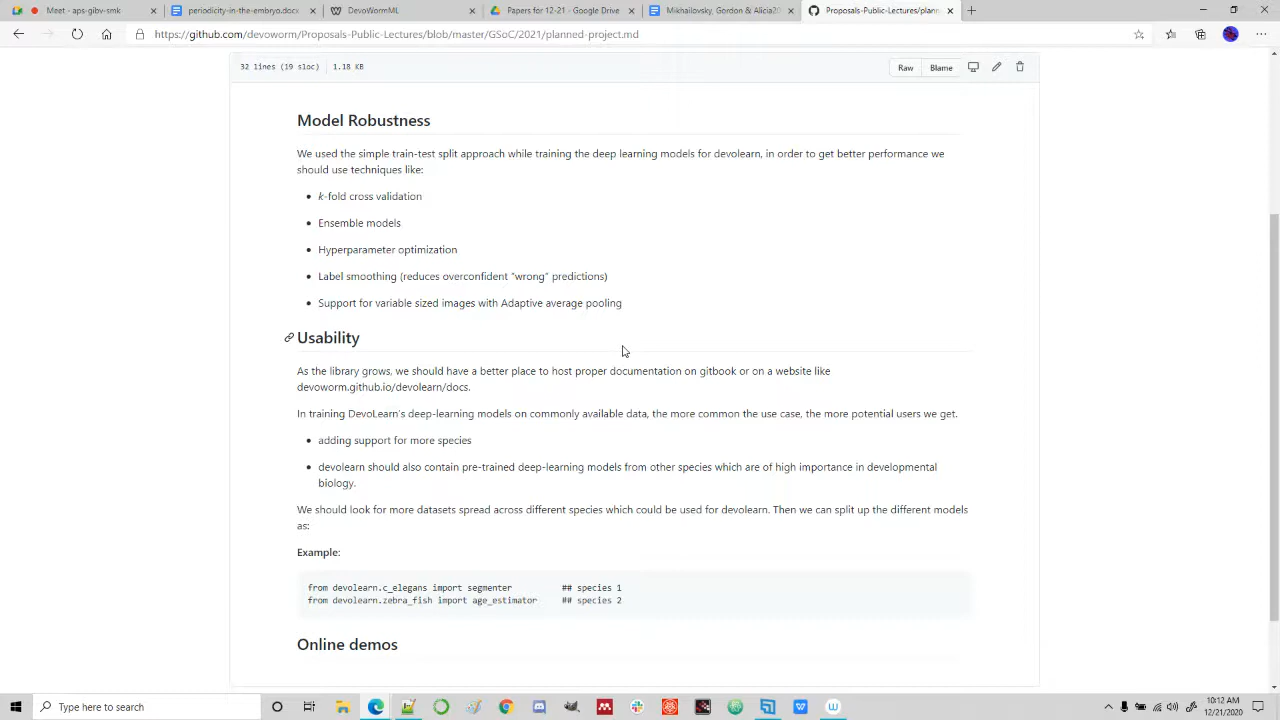 Meet - aps-gibv-smk
periodicity-in-the-embryo.docx
DevoWormML
Papers for 12-21 - Google Drive
Mikhailovsky, Gordon & Alicia20
Proposals-Public-Lectures/plann
https://github.com/devoworm/Proposals-Public-Lectures/blob/master/GSoC/2021/planned-project.md
32 lines (19 sloc) | 1.18 KB
Raw Blame
Model Robustness
We used the simple train-test split approach while training the deep learning models for devolearn, in order to get better performance we
should use techniques like:
• k-fold cross validation
• Ensemble models
• Hyperparameter optimization
• Label smoothing (reduces overconfident "wrong" predictions)
• Support for variable sized images with Adaptive average pooling
Usability
As the library grows, we should have a better place to host proper documentation on gitbook or on a website like
devoworm.github.io/devolearn/docs.
In training DevoLearn's deep-learning models on commonly available data, the more common the use case, the more potential users we get.
• adding support for more species
• devolearn should also contain pre-trained deep-learning models from other species which are of high importance in developmental
biology.
We should look for more datasets spread across different species which could be used for devolearn. Then we can split up the different models
as:
Example:
from devolearn.c_elegans import segmenter ## species 1
from devolearn.zebra_fish import age_estimator ## species 2
Online demos
Type here to search
10:12 AM
12/21/2020